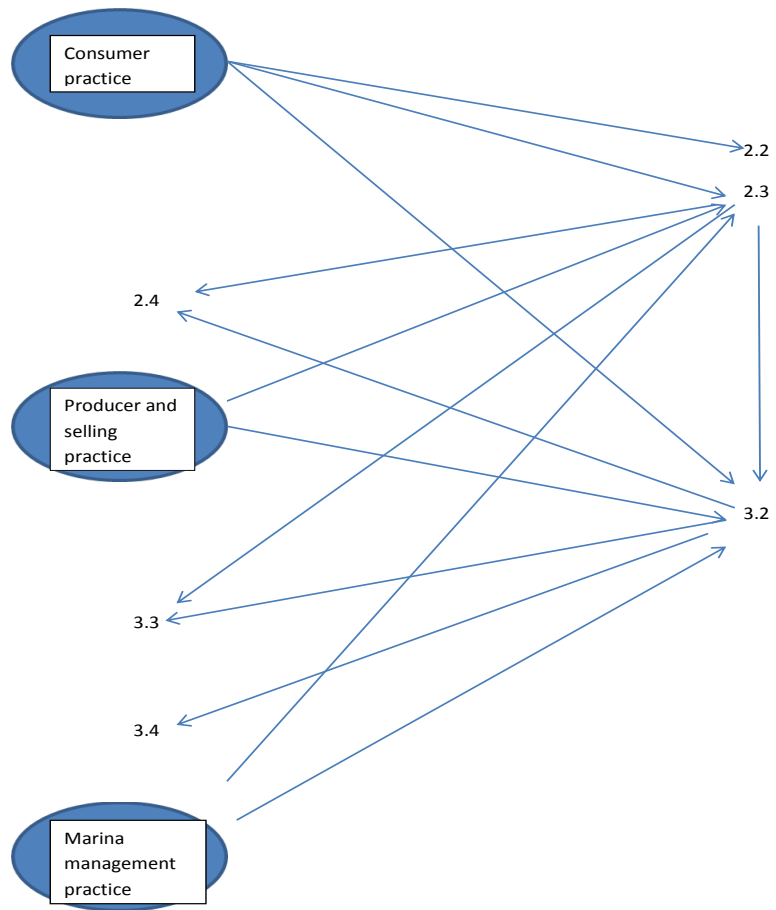 Consumer
practice
2.2
2.3
2.4
Producer and
selling
practice
3.2
3.3
3.4
Marina
management
practice